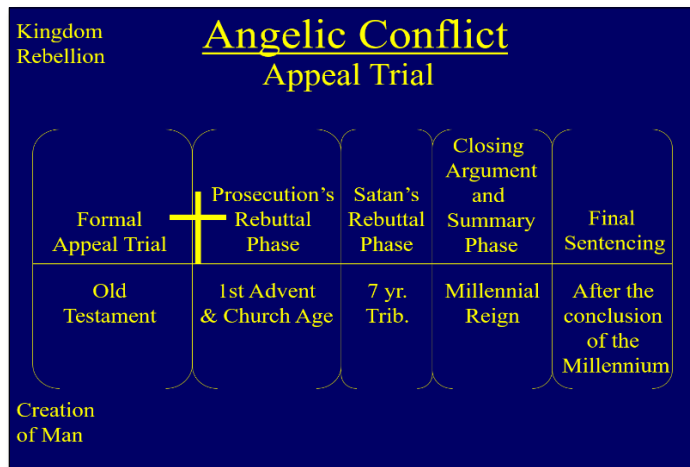 Kingdom
Rebellion
Angelic Conflict
Appeal Trial
Formal
Appeal Trial
Prosecution's
Rebuttal
Phase
Satan's
Rebuttal
Phase
Closing
Argument
and
Summary
Phase
Final
Sentencing
Old
Testament
1st Advent
& Church Age
7 yr.
Trib.
Millennial
Reign
After the
conclusion
of the
Millennium
Creation
of Man